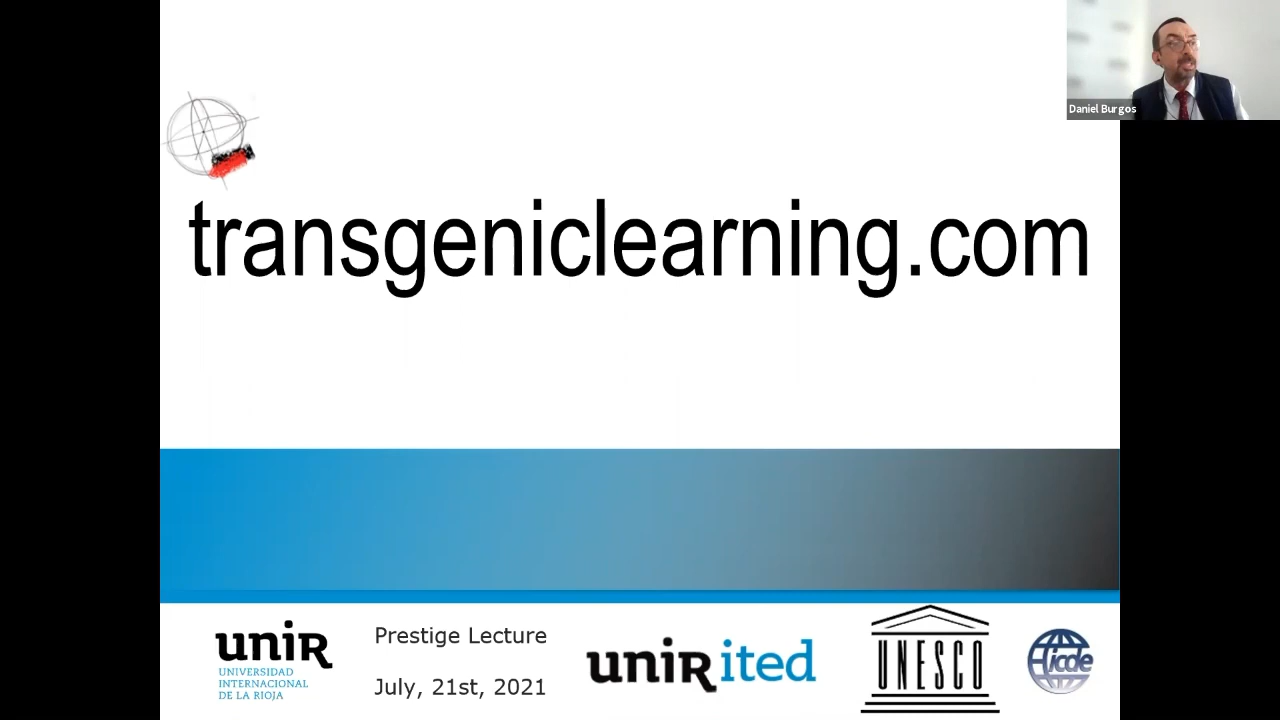 Daniel Burgos
transgeniclearning.com
uniR
UNIVERSIDAD
INTERNACIONAL
DE LA RIOJA
Prestige Lecture
July, 21st, 2021
uniRited
UNESCO
icde